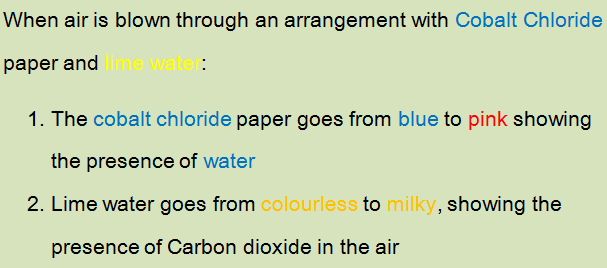 When air is blown through an arrangement with Cobalt Chloride
paper and lime water:
1. The cobalt chloride paper goes from blue to pink showing
the presence of water
2. Lime water goes from colourless to milky, showing the
presence of Carbon dioxide in the air